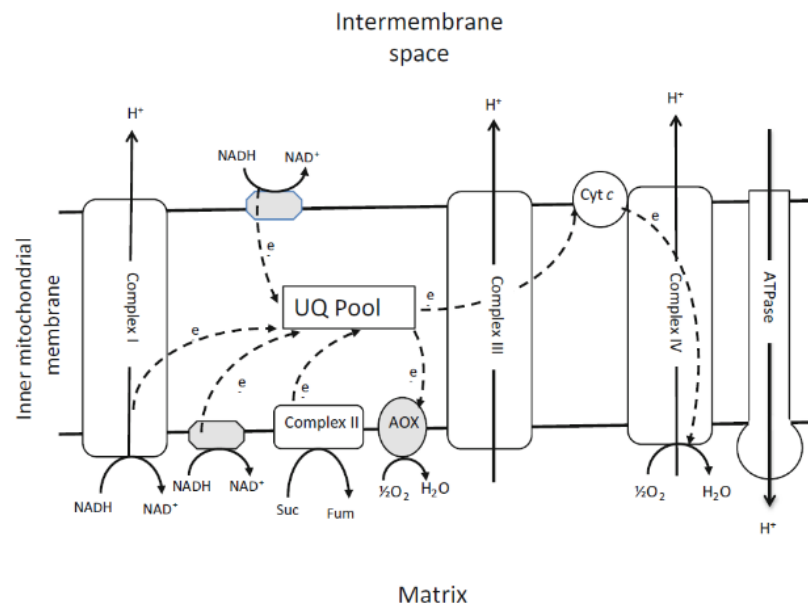 Intermembrane
space
H⁺
H⁺
H⁺
NADH
NAD⁺
Cyt c
e
e
Inner mitochondrial
membrane
Complex I
UQ Pool
e
Complex III
Complex IV
ATPase
e
e
e
e
Complex II
AOX
NADH
NAD⁺
NADH
NAD⁺
Suc
Fum
½O₂
H₂O
½O₂
H₂O
H⁺
Matrix